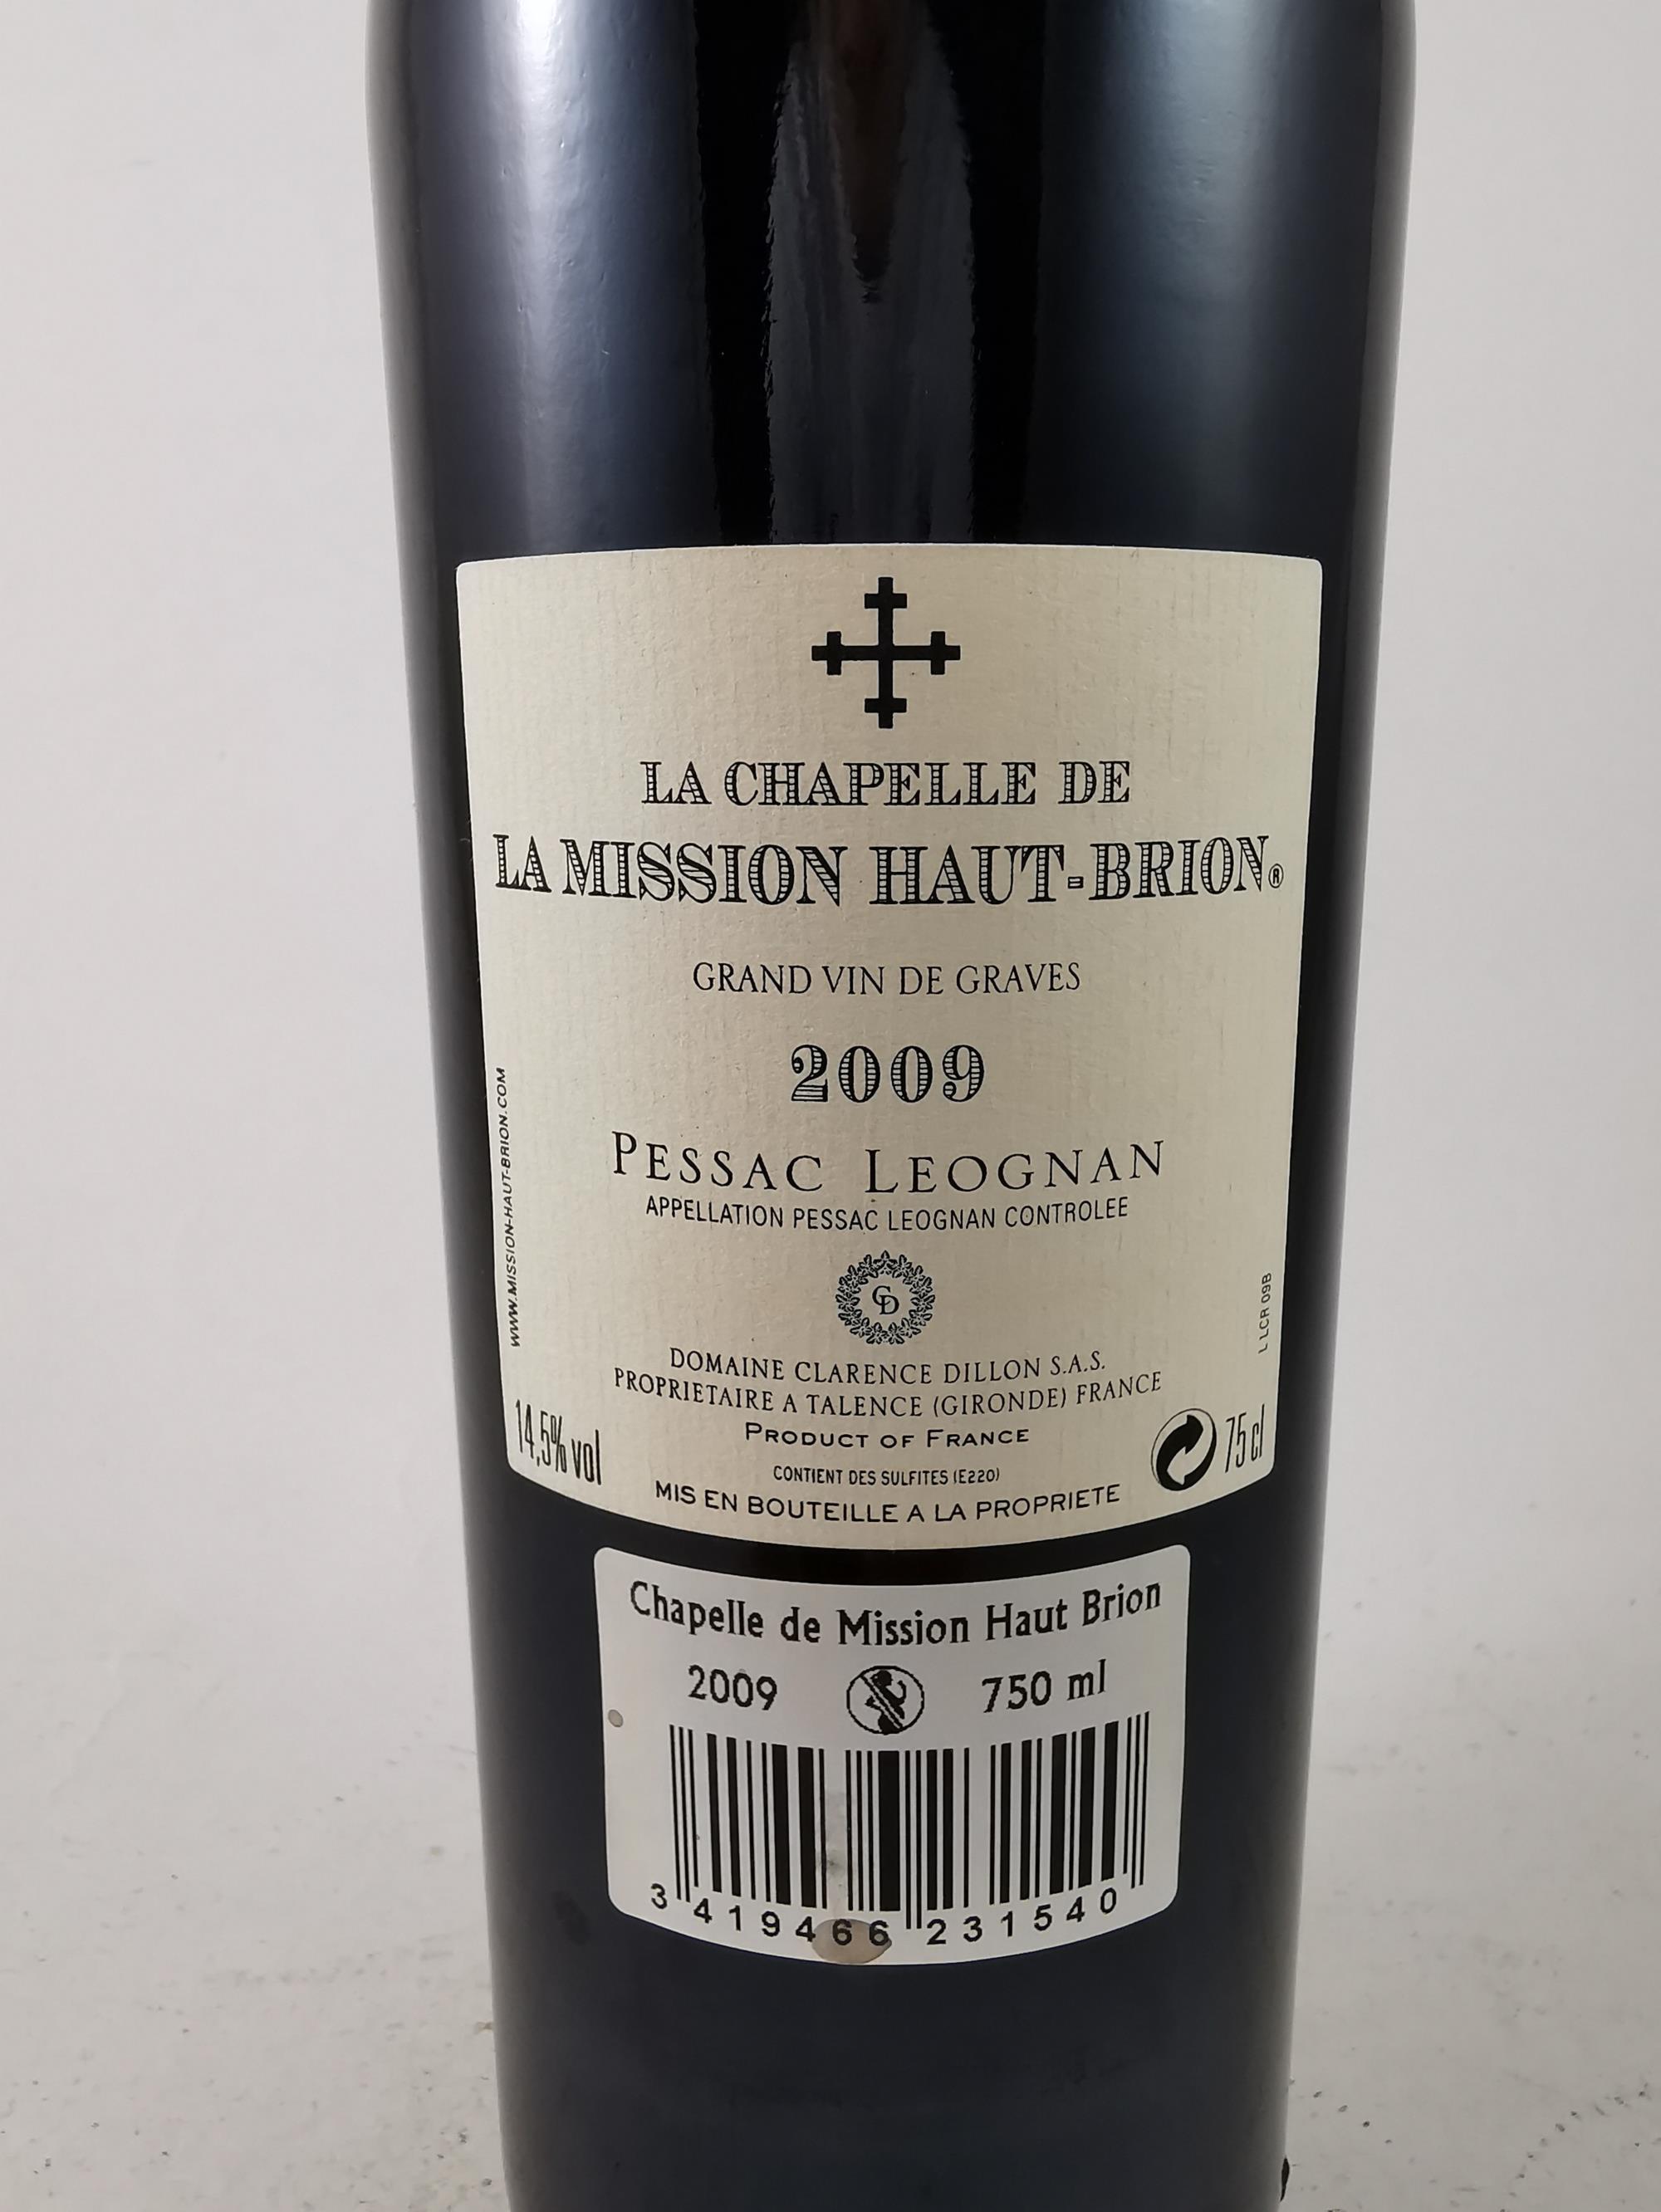 LA CHAPELLE DE
LA MISSION HAUT-BRION®
GRAND VIN DE GRAVES
2009
PESSAC LEOGNAN
APPELLATION PESSAC LEOGNAN CONTROLEE
CD
DOMAINE CLARENCE DILLON S.A.S.
PROPRIETAIRE A TALENCE (GIRONDE) FRANCE
PRODUCT OF FRANCE
CONTIENT DES SULFITES (E220)
MIS EN BOUTEILLE A LA PROPRIETE
14,5% vol
75 cl
WWW.MISSION-HAUT-BRION.COM
L LCR 09B
Chapelle de Mission Haut Brion
2009 750 ml
3 419466 231540